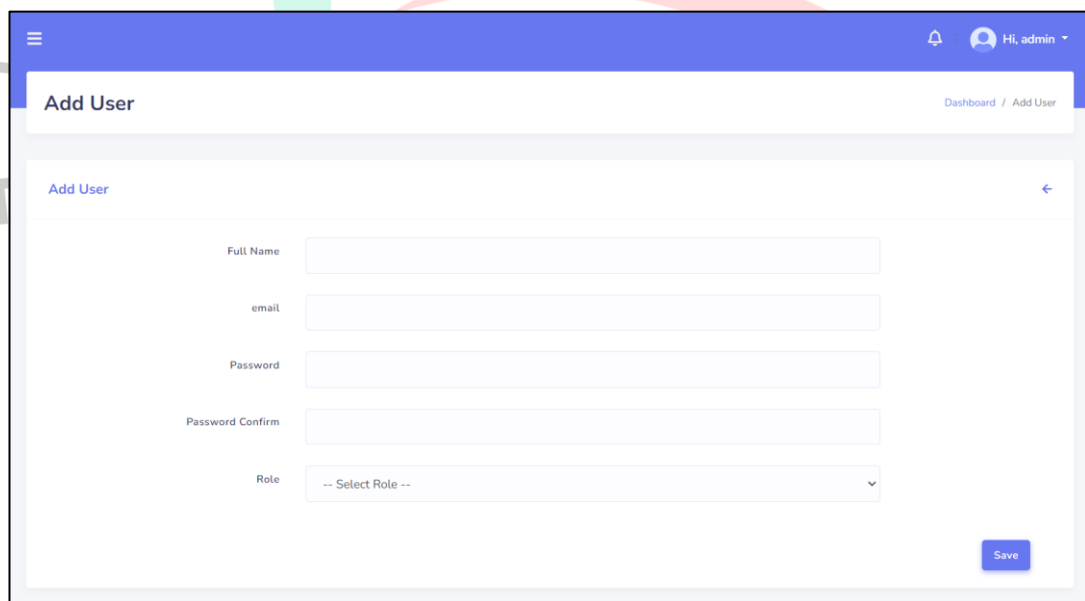 Hi, admin
Add User
Dashboard / Add User
Add User
Full Name
email
Password
Password Confirm
Role
-- Select Role --
Save